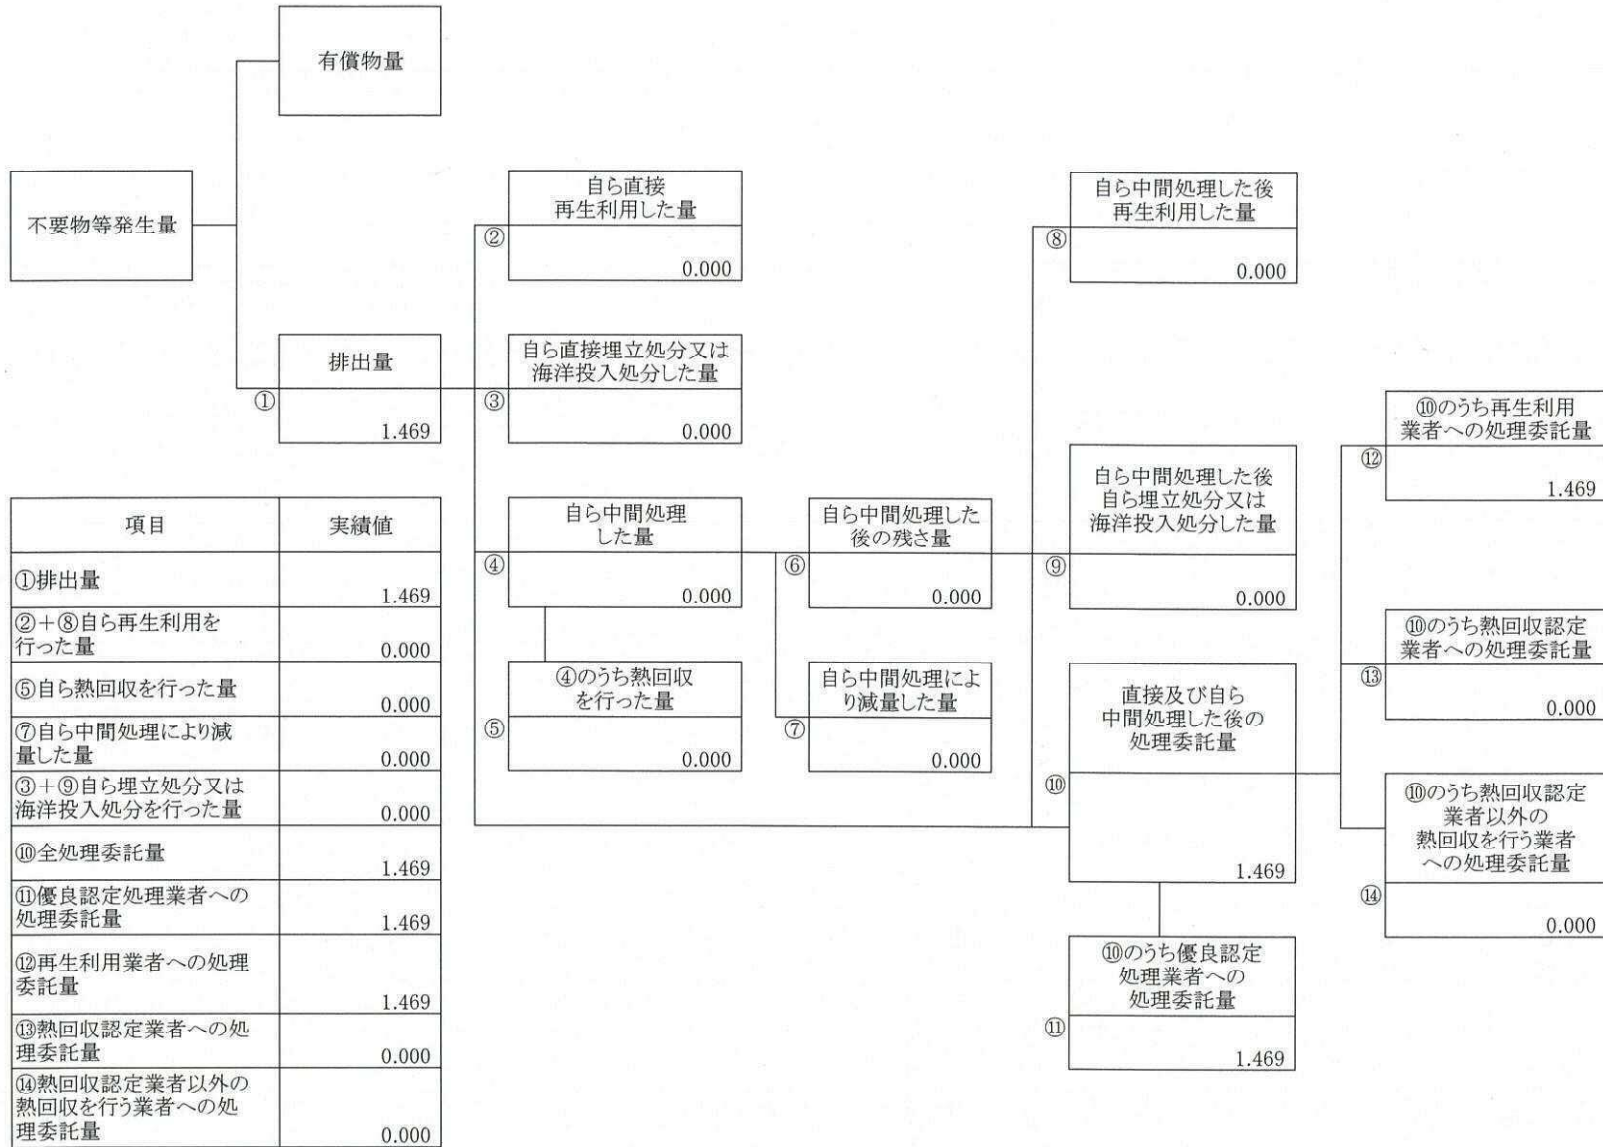 有償物量
不要物等発生量
自ら直接
再生利用した量
②
0.000
自ら中間処理した後
再生利用した量
⑧
0.000
排出量
①
1.469
自ら直接埋立処分又は
海洋投入処分した量
③
0.000
⑩のうち再生利用
業者への処理委託量
⑫
1.469
自ら中間処理
した量
④
0.000
自ら中間処理した
後の残さ量
⑥
0.000
自ら中間処理した後
自ら埋立処分又は
海洋投入処分した量
⑨
0.000
⑩のうち熱回収認定
業者への処理委託量
⑬
0.000
④のうち熱回収
を行った量
⑤
0.000
自ら中間処理によ
り減量した量
⑦
0.000
直接及び自ら
中間処理した後の
処理委託量
⑩
1.469
⑩のうち熱回収認定
業者以外の
熱回収を行う業者
への処理委託量
⑭
0.000
⑩のうち優良認定
処理業者への
処理委託量
⑪
1.469
項目 実績値
①排出量
1.469
②＋⑧自ら再生利用を
行った量 0.000
⑤自ら熱回収を行った量
0.000
⑦自ら中間処理により減
量した量 0.000
③＋⑨自ら埋立処分又は
海洋投入処分を行った量 0.000
⑩全処理委託量
1.469
⑪優良認定処理業者への
処理委託量 1.469
⑫再生利用業者への処理
委託量
1.469
⑬熱回収認定業者への処
理委託量 0.000
⑭熱回収認定業者以外の
熱回収を行う業者への処
理委託量 0.000